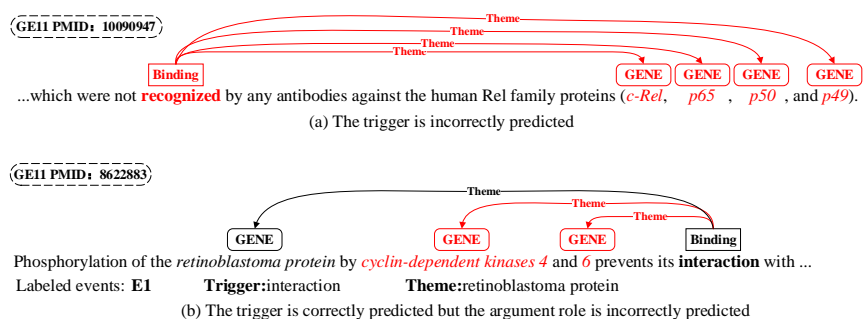 GE11 PMID: 10090947
Theme
Theme
Theme
Theme
Binding GENE GENE GENE GENE
...which were not recognized by any antibodies against the human Rel family proteins (c-Rel, p65 , p50 , and p49).
(a) The trigger is incorrectly predicted
GE11 PMID: 8622883
Theme
Theme
Theme
GENE GENE GENE Binding
Phosphorylation of the retinoblastoma protein by cyclin-dependent kinases 4 and 6 prevents its interaction with ...
Labeled events: E1 Trigger:interaction Theme:retinoblastoma protein
(b) The trigger is correctly predicted but the argument role is incorrectly predicted